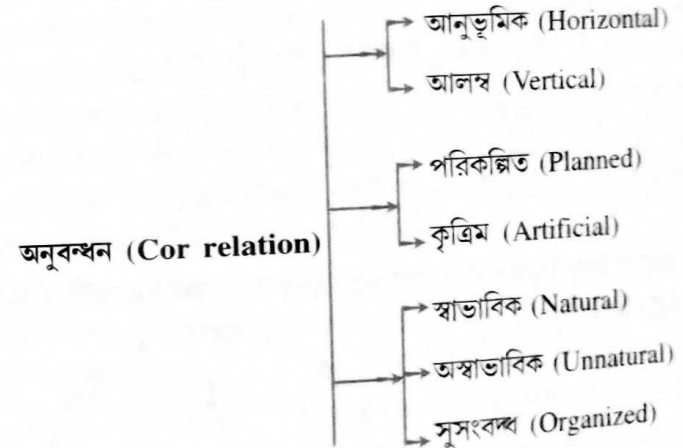 আনুভূমিক (Horizontal)
আলম্ব (Vertical)
পরিকল্পিত (Planned)
কৃত্রিম (Artificial)
অনুবন্ধন (Cor relation)
স্বাভাবিক (Natural)
অস্বাভাবিক (Unnatural)
সুসংবদ্ধ (Organized)